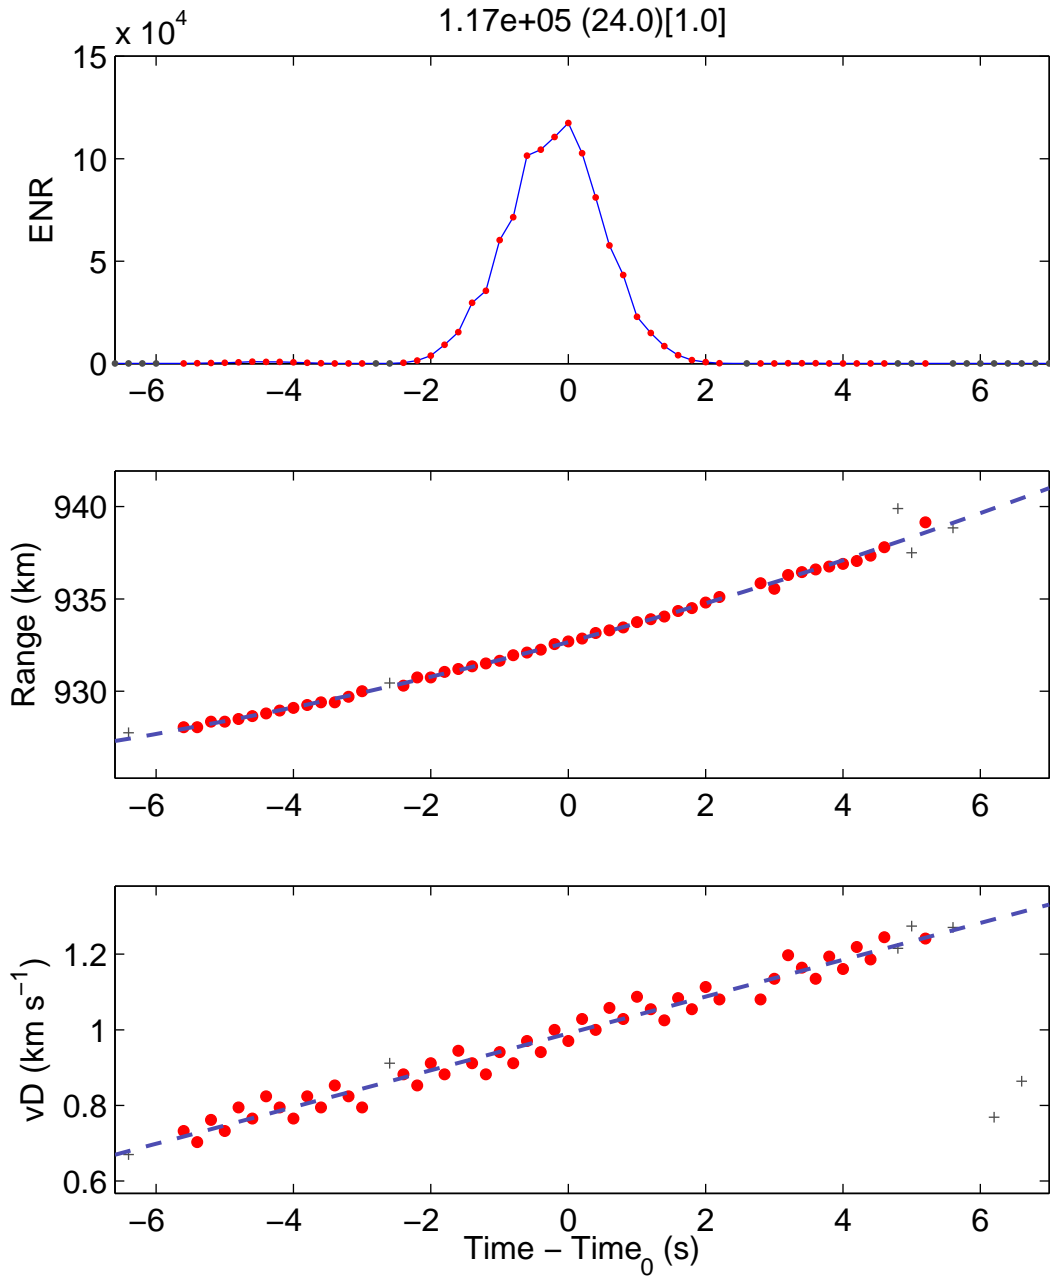 1.17e+05 (24.0)[1.0]
x 10^4
15
10
5
0
ENR
−6 −4 −2 0 2 4 6
940
935
930
Range (km)
−6 −4 −2 0 2 4 6
1.2
1
0.8
0.6
vD (km s^−1)
−6 −4 −2 0 2 4 6
Time − Time_0 (s)